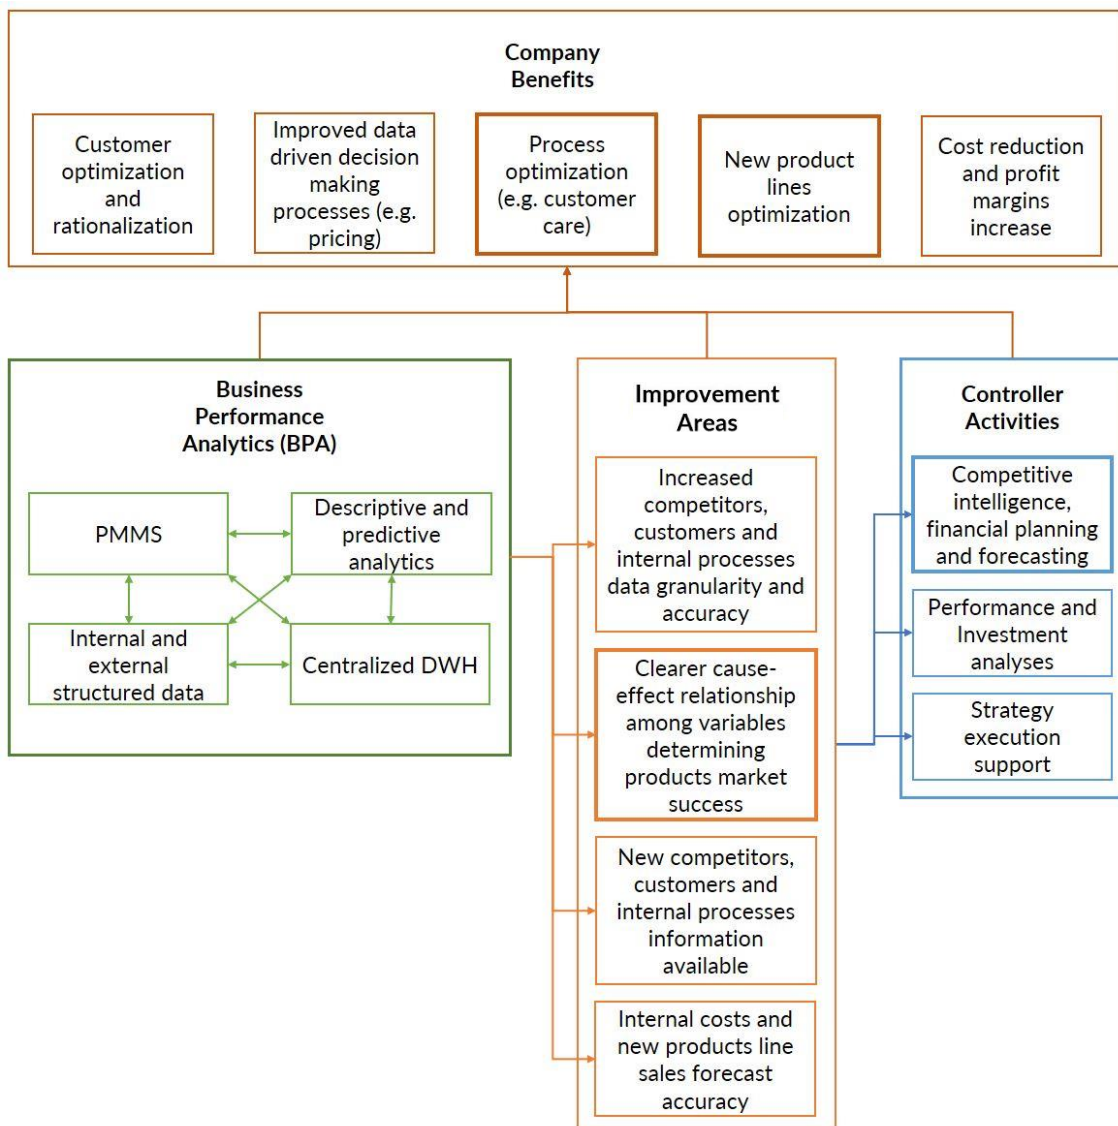 Company
Benefits
Customer
optimization
and
rationalization
Improved data
driven decision
making
processes (e.g.
pricing)
Process
optimization
(e.g. customer
care)
New product
lines
optimization
Cost reduction
and profit
margins
increase
Business
Performance
Analytics (BPA)
PMMS
Descriptive and
predictive
analytics
Internal and
external
structured data
Centralized DWH
Improvement
Areas
Increased
competitors,
customers and
internal processes
data granularity and
accuracy
Clearer cause-
effect relationship
among variables
determining
products market
success
New competitors,
customers and
internal processes
information
available
Internal costs and
new products line
sales forecast
accuracy
Controller
Activities
Competitive
intelligence,
financial planning
and forecasting
Performance and
Investment
analyses
Strategy
execution
support